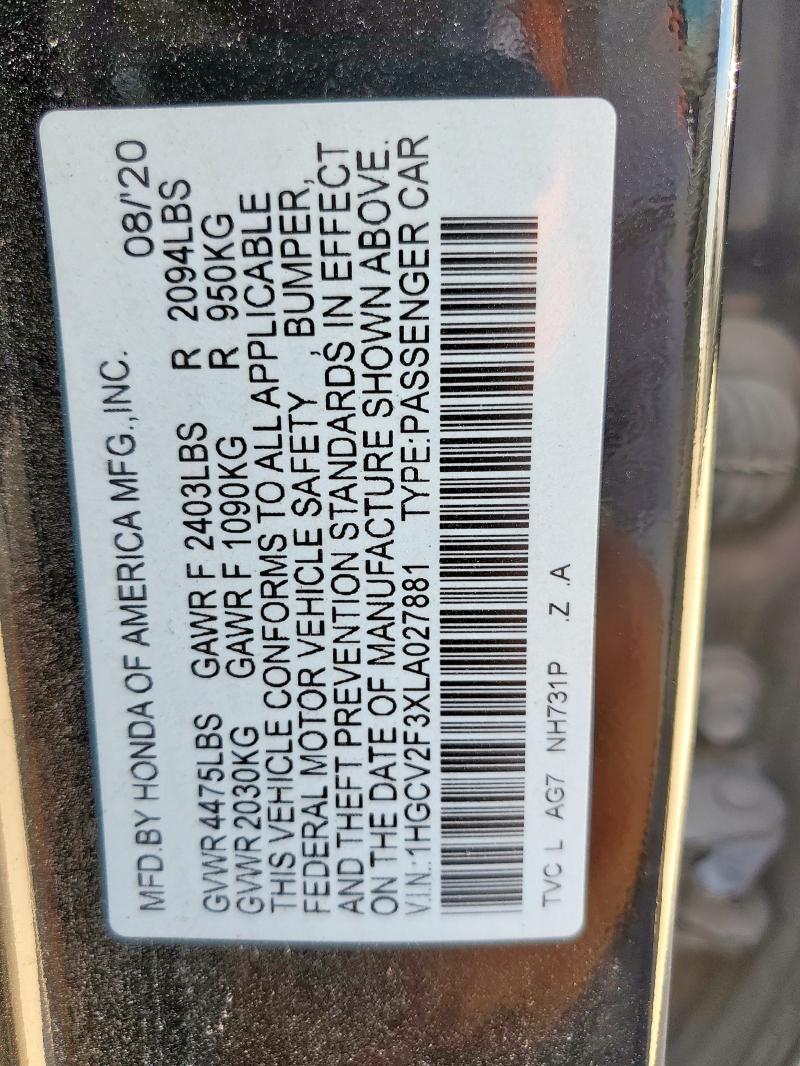 MFD.BY HONDA OF AMERICA MFG.,INC. 08/'20
GVWR 4475LBS GAWR F 2403LBS R 2094LBS
GVWR 2030KG GAWR F 1090KG R 950KG
THIS VEHICLE CONFORMS TO ALL APPLICABLE
FEDERAL MOTOR VEHICLE SAFETY , BUMPER,
AND THEFT PREVENTION STANDARDS IN EFFECT
ON THE DATE OF MANUFACTURE SHOWN ABOVE.
V.I.N.:1HGCV2F3XLA027881 TYPE:PASSENGER CAR
TVC L AG7 NH731P .Z .A